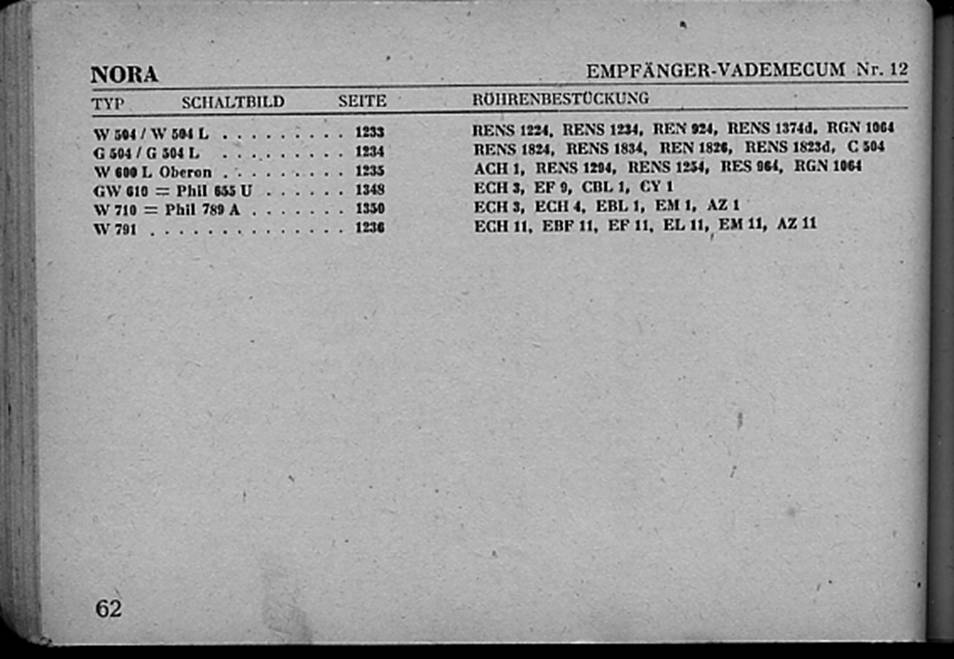 NORA EMPFÄNGER-VADEMECUM Nr. 12
TYP SCHALTBILD SEITE RÖHRENBESTÜCKUNG
W 504 / W 504 L . . . . . . . . . 1233 RENS 1224, RENS 1234, REN 924, RENS 1374d, RGN 1064
G 504 / G 504 L . . . . . . . . . 1234 RENS 1824, RENS 1834, REN 1826, RENS 1823d, C 504
W 600 L Oberon . . . . . . . . . 1235 ACH 1, RENS 1294, RENS 1254, RES 964, RGN 1064
GW 610 = Phil 655 U . . . . . . 1348 ECH 3, EF 9, CBL 1, CY 1
W 710 = Phil 789 A . . . . . . . 1350 ECH 3, ECH 4, EBL 1, EM 1, AZ 1
W 791 . . . . . . . . . . . . . . 1236 ECH 11, EBF 11, EF 11, EL 11, EM 11, AZ 11
62